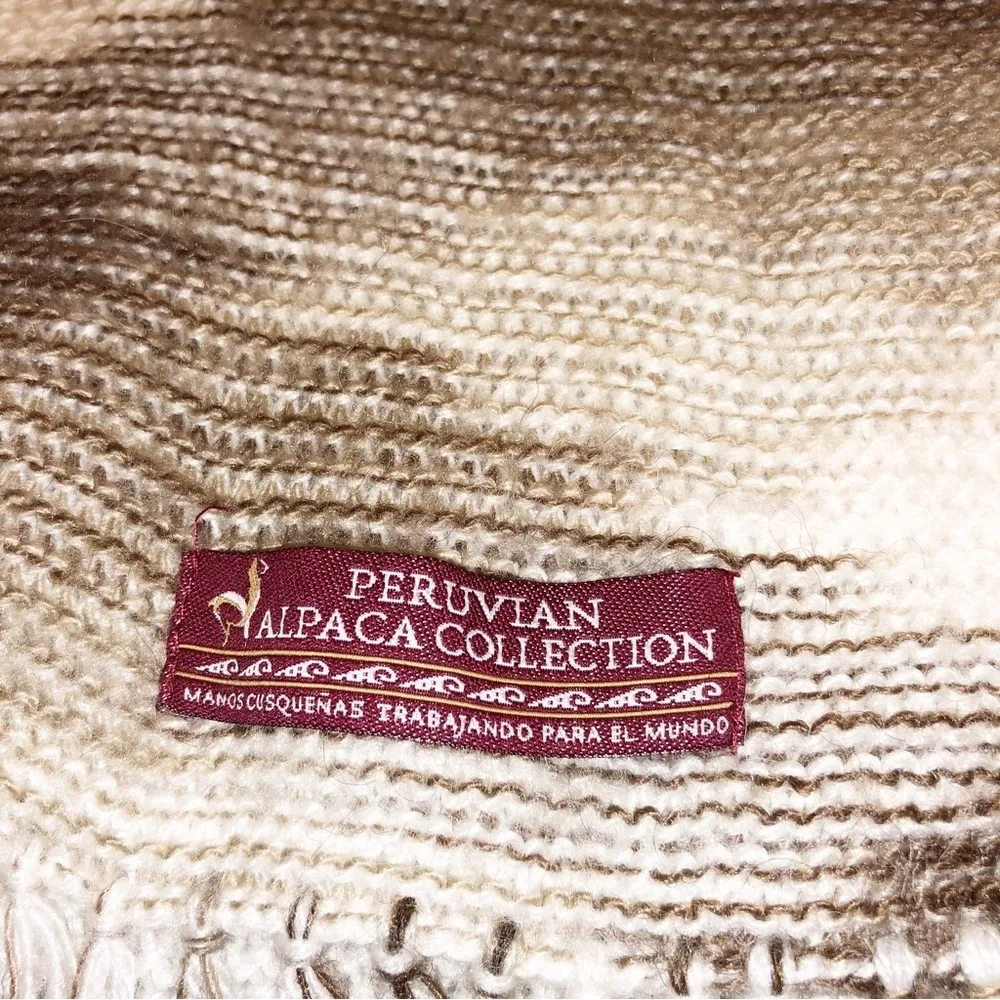 PERUVIAN
ALPACA COLLECTION
MANOS CUSQUEÑAS TRABAJANDO PARA EL MUNDO